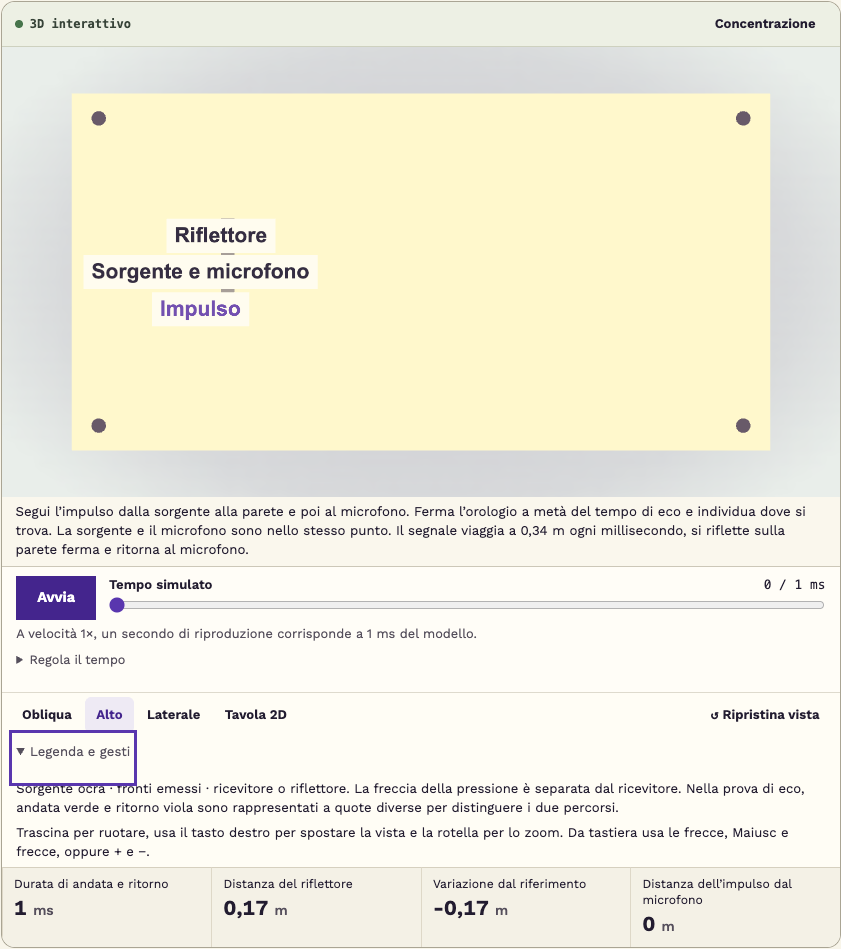 3D interattivo
Concentrazione
Riflettore
Sorgente e microfono
Impulso
Segui l’impulso dalla sorgente alla parete e poi al microfono. Ferma l’orologio a metà del tempo di eco e individua dove si
trova. La sorgente e il microfono sono nello stesso punto. Il segnale viaggia a 0,34 m ogni millisecondo, si riflette sulla
parete ferma e ritorna al microfono.
Avvia
Tempo simulato
0 / 1 ms
A velocità 1×, un secondo di riproduzione corrisponde a 1 ms del modello.
▶ Regola il tempo
Obliqua
Alto
Laterale
Tavola 2D
↺ Ripristina vista
▼ Legenda e gesti
Sorgente ocra · fronti emessi · ricevitore o riflettore. La freccia della pressione è separata dal ricevitore. Nella prova di eco,
andata verde e ritorno viola sono rappresentati a quote diverse per distinguere i due percorsi.
Trascina per ruotare, usa il tasto destro per spostare la vista e la rotella per lo zoom. Da tastiera usa le frecce, Maiusc e
frecce, oppure + e −.
Durata di andata e ritorno
1 ms
Distanza del riflettore
0,17 m
Variazione dal riferimento
-0,17 m
Distanza dell’impulso dal
microfono
0 m